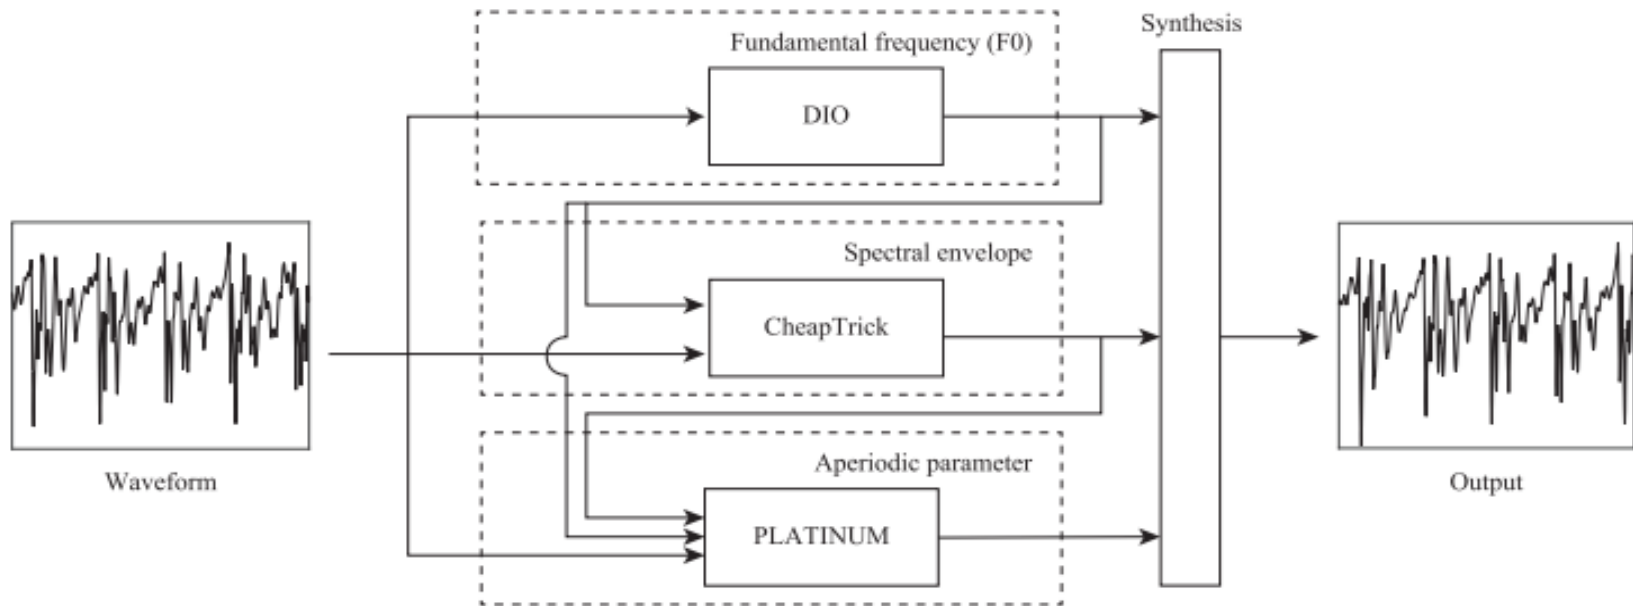 Synthesis
Fundamental frequency (F0)
DIO
Spectral envelope
CheapTrick
Waveform
Aperiodic parameter
Output
PLATINUM